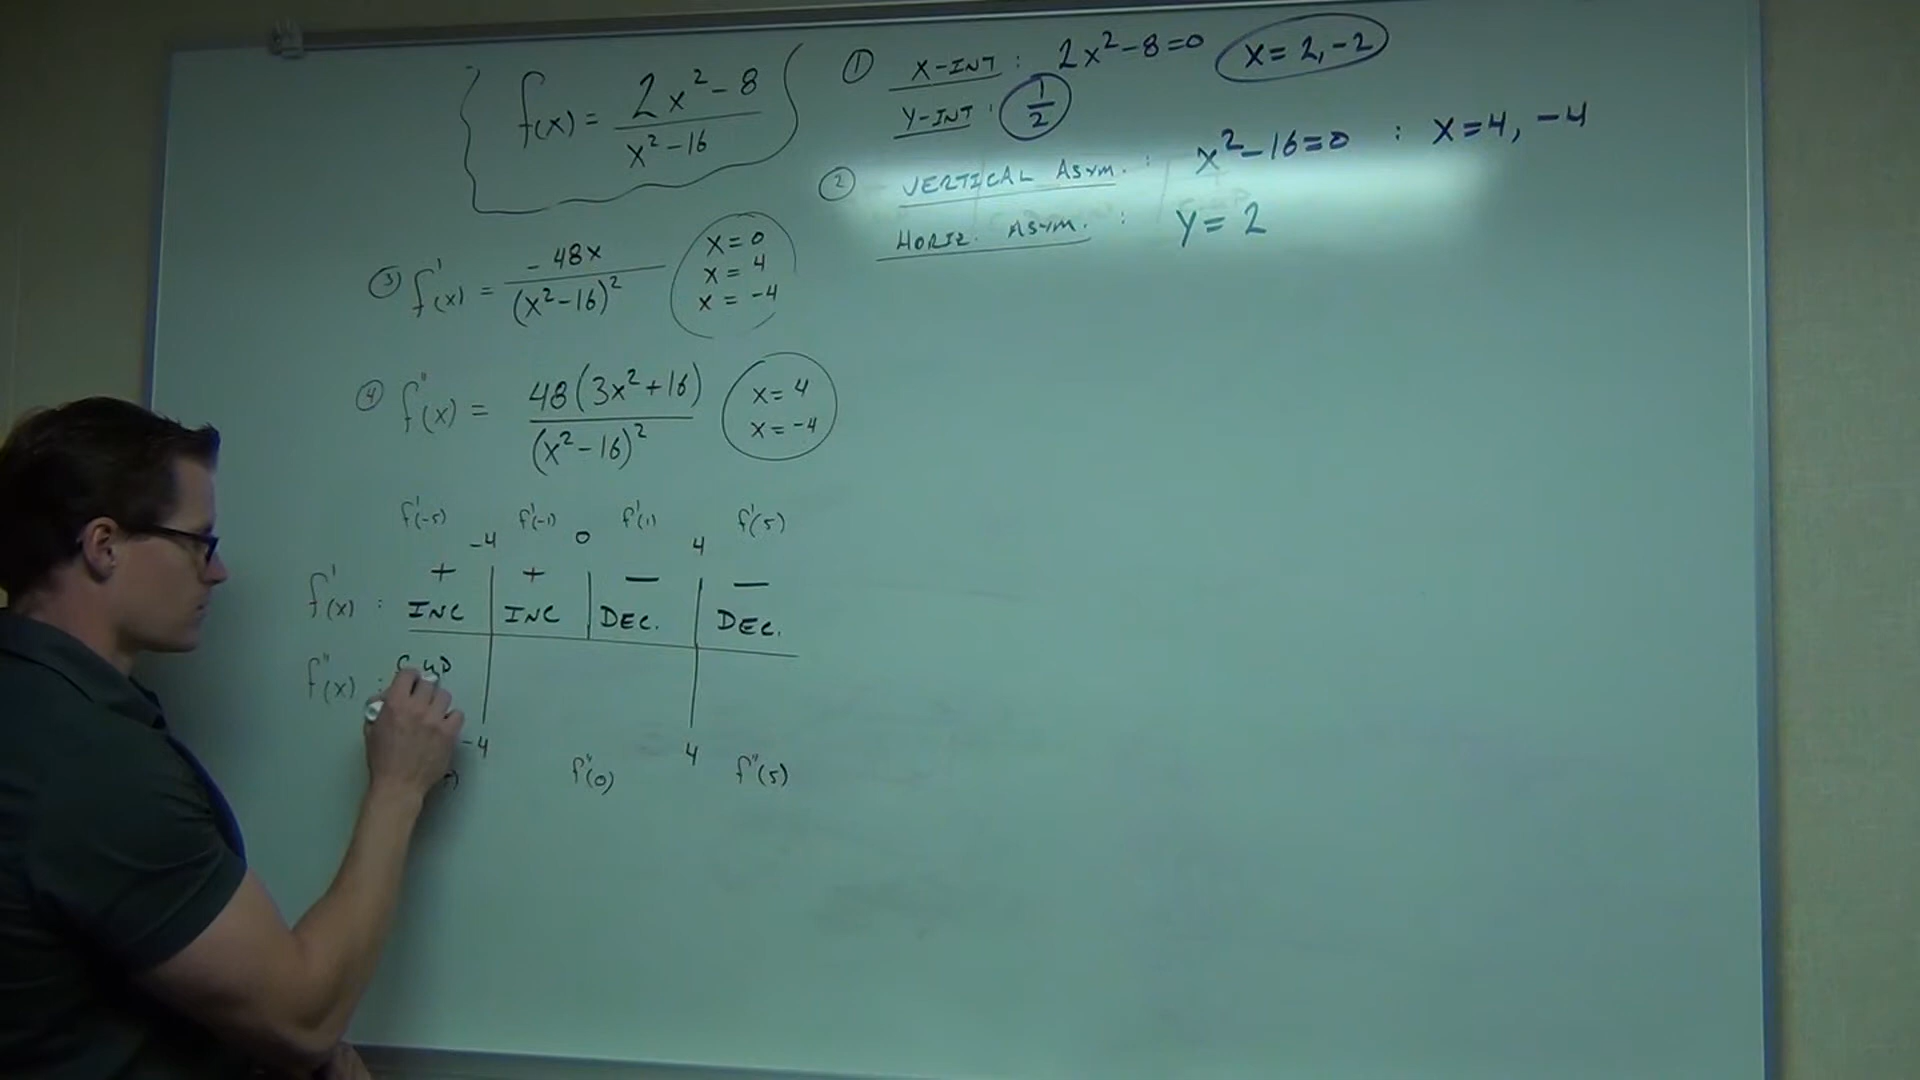 f(x) = 2x² - 8 / x² - 16
① X-INT : 2x² - 8 = 0 x = 2, -2
Y-INT : 1/2
② VERTICAL ASYM. : x² - 16 = 0 : x = 4, -4
HORIZ. ASYM. : y = 2
③ f'(x) = -48x / (x² - 16)²
x = 0
x = 4
x = -4
④ f''(x) = 48(3x² + 16) / (x² - 16)²
x = 4
x = -4
f'(-5) f'(-1) f'(1) f'(5)
-4 0 4
+ + — —
f'(x) : INC INC DEC. DEC.
f''(x) :
-4 4
f''(0) f''(5)